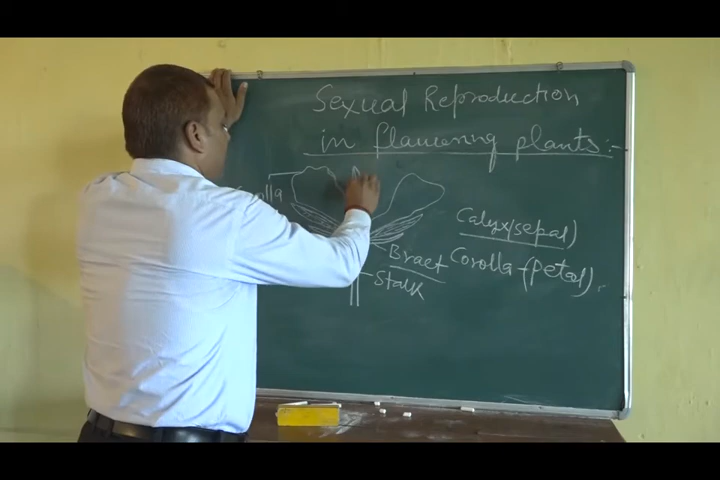 Sexual Reproduction
in flowering plants:-
Calyx/sepal)
Corolla-(petal).
Bract
Stalk